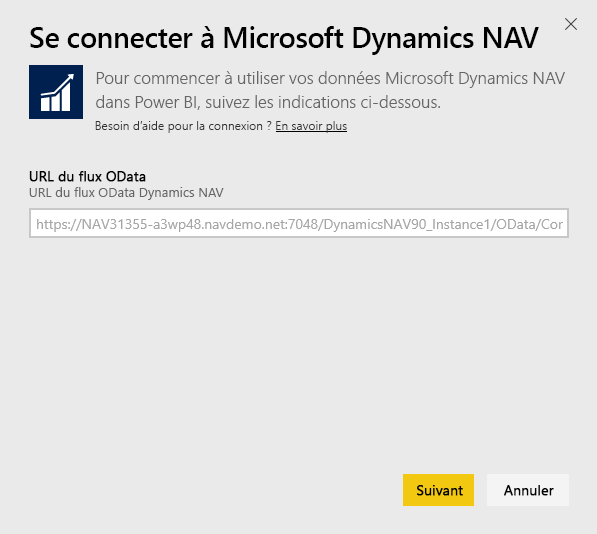 Se connecter à Microsoft Dynamics NAV
Pour commencer à utiliser vos données Microsoft Dynamics NAV
dans Power BI, suivez les indications ci-dessous.
Besoin d'aide pour la connexion ? En savoir plus
URL du flux OData
URL du flux OData Dynamics NAV
https://NAV31355-a3wp48.navdemo.net:7048/DynamicsNAV90_Instance1/OData/Cor
Suivant Annuler